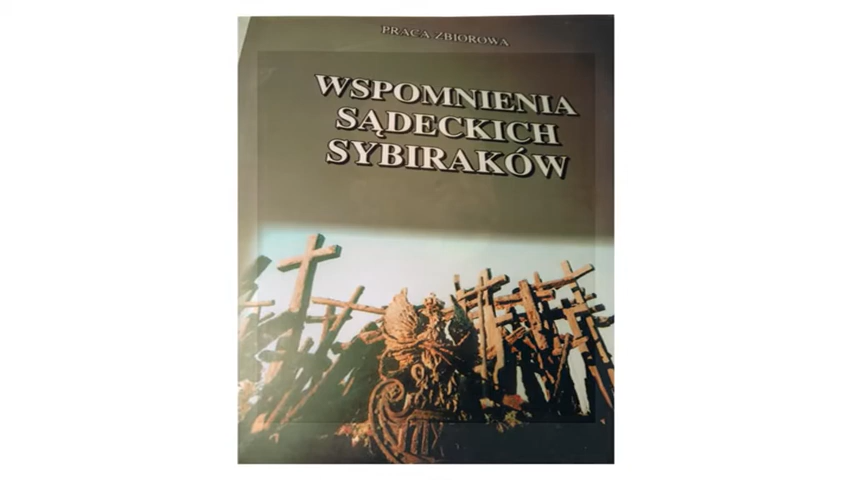 PRACA ZBIOROWA
WSPOMNIENIA
SĄDECKICH
SYBIRAKÓW